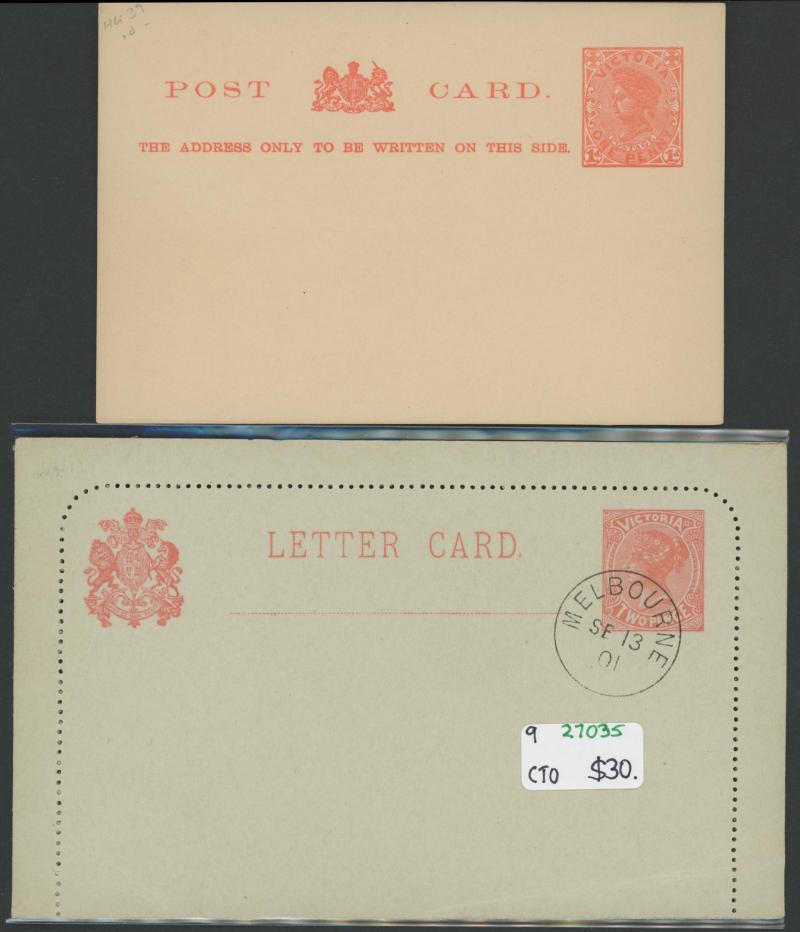 POST CARD.
VICTORIA
ONE PENNY
THE ADDRESS ONLY TO BE WRITTEN ON THIS SIDE.
LETTER CARD.
VICTORIA
MELBOURNE
SE 13
01
9 27035
CTO $30.